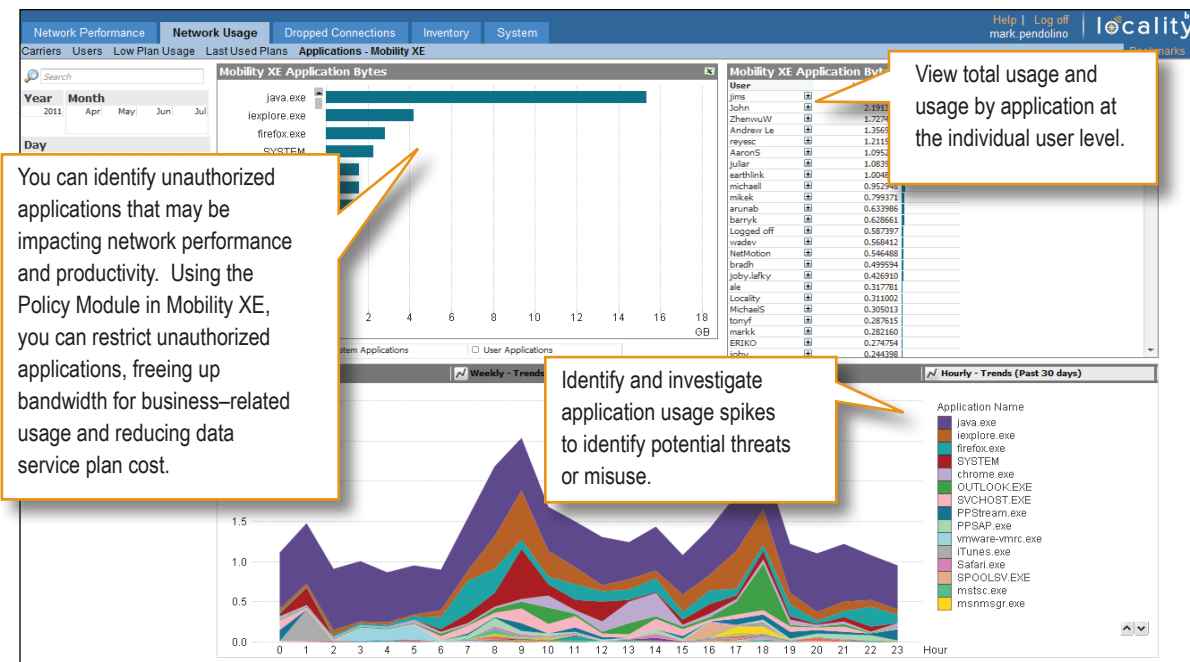 Network Performance Network Usage Dropped Connections Inventory System
Help | Log off
mark.pendolino
locality
Carriers Users Low Plan Usage Last Used Plans Applications - Mobility XE
Bookmarks
Search
Year Month
2011 Apr May Jun Jul
Day
Mobility XE Application Bytes
java.exe
iexplore.exe
firefox.exe
SYSTEM
2 4 6 8 10 12 14 16 18
GB
User Applications
Mobility XE Application
User
jims
John
ZhenwuW
Andrew Le
reyesc
AaronS
juliar
earthlink
michaell
mikek 0.799371
arunab 0.633986
barryk 0.628661
Logged off 0.587397
wadev 0.568412
NetMotion 0.546488
bradh 0.499594
joby.lafky 0.426910
ale 0.317781
Locality 0.311002
MichaelS 0.305013
tonyf 0.287615
markk 0.282160
ERIKO 0.274754
joby 0.244398
View total usage and
usage by application at
the individual user level.
You can identify unauthorized
applications that may be
impacting network performance
and productivity. Using the
Policy Module in Mobility XE,
you can restrict unauthorized
applications, freeing up
bandwidth for business–related
usage and reducing data
service plan cost.
Identify and investigate
application usage spikes
to identify potential threats
or misuse.
Weekly - Trends
Hourly - Trends (Past 30 days)
1.5
1.0
0.5
0.0
0 1 2 3 4 5 6 7 8 9 10 11 12 13 14 15 16 17 18 19 20 21 22 23 Hour
Application Name
java.exe
iexplore.exe
firefox.exe
SYSTEM
chrome.exe
OUTLOOK.EXE
SVCHOST.EXE
PPStream.exe
PPSAP.exe
vmware-vmrc.exe
iTunes.exe
Safari.exe
SPOOLSV.EXE
mstsc.exe
msnmsgr.exe